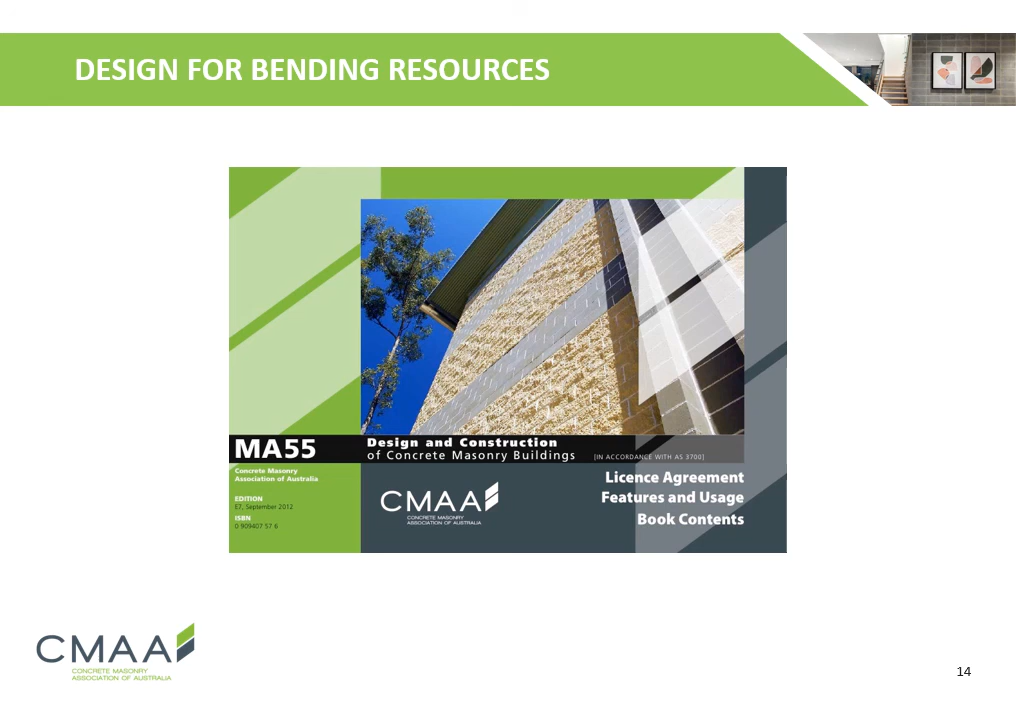 DESIGN FOR BENDING RESOURCES
MA55
Design and Construction
of Concrete Masonry Buildings [IN ACCORDANCE WITH AS 3700]
Concrete Masonry
Association of Australia
EDITION
E7, September 2012
ISBN
0 909407 57 6
CMAA
CONCRETE MASONRY
ASSOCIATION OF AUSTRALIA
Licence Agreement
Features and Usage
Book Contents
CMAA
CONCRETE MASONRY
ASSOCIATION OF AUSTRALIA
14